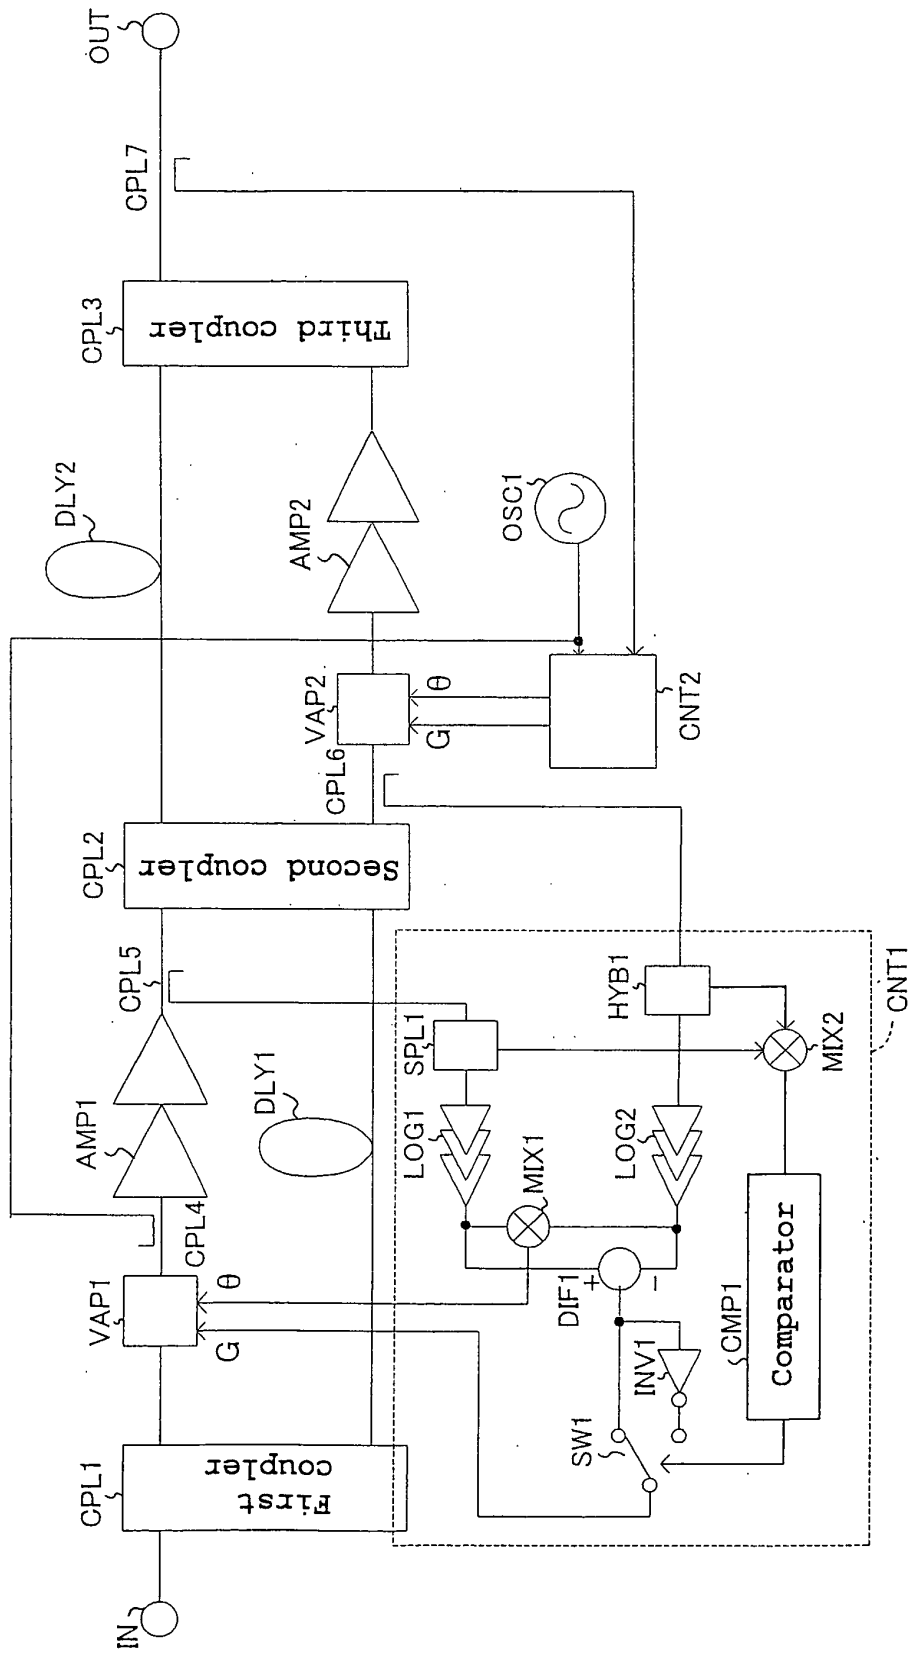 IN
CPL1
First
coupler
VAP1
G
θ
CPL4
AMP1
CPL5
DLY1
CPL2
Second coupler
CPL6
VAP2
G
θ
AMP2
DLY2
CPL3
Third coupler
CPL7
OUT
OSC1
CNT2
SPL1
HYB1
LOG1
LOG2
MIX1
MIX2
DIF1
+
−
INV1
SW1
CMP1
Comparator
CNT1